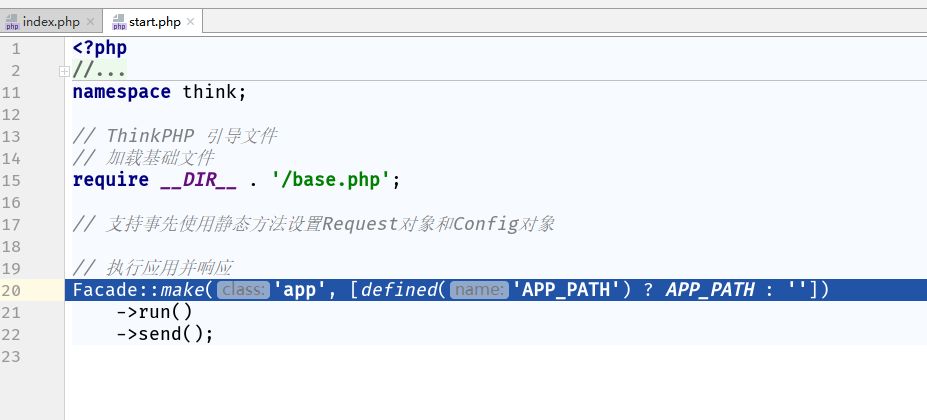 index.php start.php
1 <?php
2 //...
11 namespace think;
12
13 // ThinkPHP 引导文件
14 // 加载基础文件
15 require __DIR__ . '/base.php';
16
17 // 支持事先使用静态方法设置Request对象和Config对象
18
19 // 执行应用并响应
20 Facade::make( class: 'app', [defined( name: 'APP_PATH') ? APP_PATH : ''])
21 ->run()
22 ->send();
23